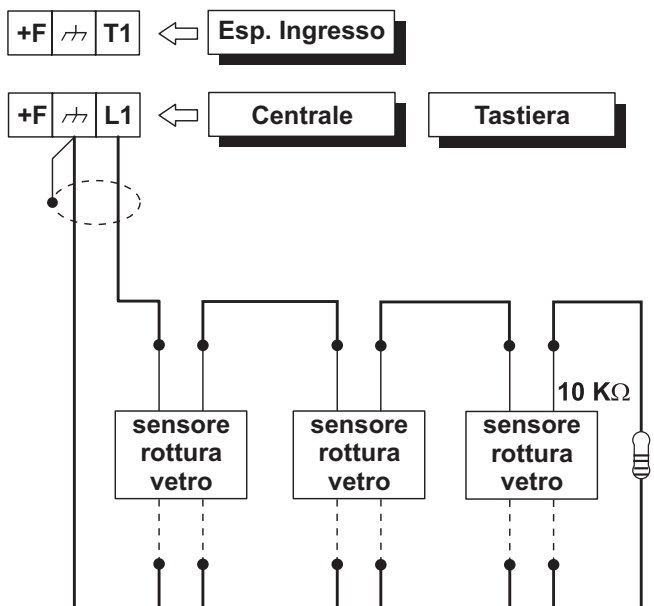 +F T1 Esp. Ingresso
+F L1 Centrale Tastiera
10 KΩ
sensore
rottura
vetro
sensore
rottura
vetro
sensore
rottura
vetro